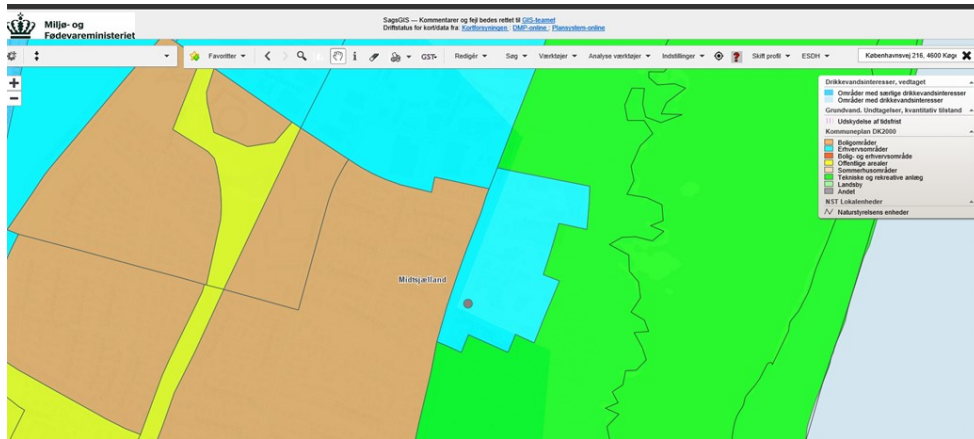 Miljø- og
Fødevareministeriet
SagsGIS — Kommentarer og fejl bedes rettet til GIS-teamet
Driftstatus for kort/data fra: Kortforsyningen ; DMP-online ; Plansystem-online
Favoritter
GST-
Redigér
Søg
Værktøjer
Analyse værktøjer
Indstillinger
Skift profil
ESDH
Københavnsvej 216, 4600 Køge
Drikkevandsinteresser, vedtaget
Områder med særlige drikkevandsinteresser
Områder med drikkevandsinteresser
Grundvand. Undtagelser, kvantitativ tilstand
Udskydelse af tidsfrist
Kommuneplan DK2000
Boligområder
Erhvervsområder
Bolig- og erhvervsområde
Offentlige arealer
Sommerhusområder
Tekniske og rekreative anlæg
Landsby
Andet
NST Lokalenheder
Naturstyrelsens enheder
Midtsjælland